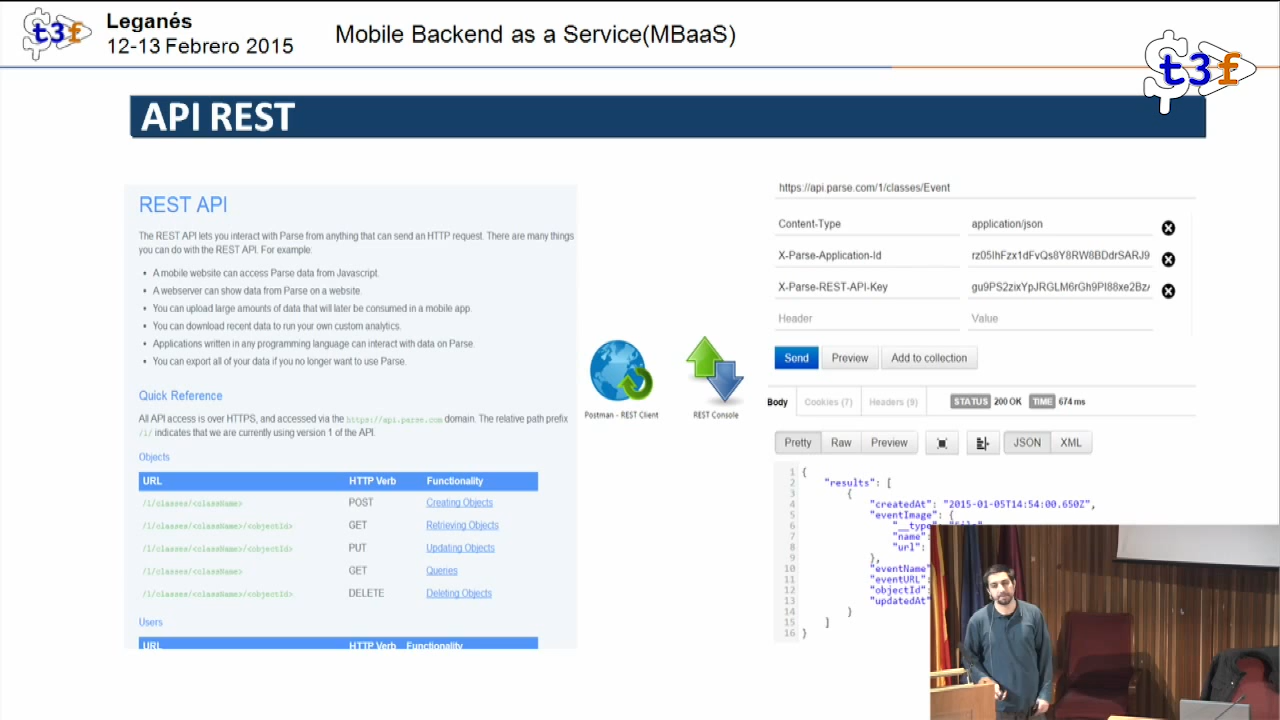 t3f
Leganés
12-13 Febrero 2015
Mobile Backend as a Service(MBaaS)
t3f
API REST
REST API
The REST API lets you interact with Parse from anything that can send an HTTP request. There are many things
you can do with the REST API. For example:
• A mobile website can access Parse data from Javascript.
• A webserver can show data from Parse on a website.
• You can upload large amounts of data that will later be consumed in a mobile app.
• You can download recent data to run your own custom analytics.
• Applications written in any programming language can interact with data on Parse.
• You can export all of your data if you no longer want to use Parse.
Quick Reference
All API access is over HTTPS, and accessed via the https://api.parse.com domain. The relative path prefix
/1/ indicates that we are currently using version 1 of the API.
Objects
URL HTTP Verb Functionality
/1/classes/<className> POST Creating Objects
/1/classes/<className>/<objectId> GET Retrieving Objects
/1/classes/<className>/<objectId> PUT Updating Objects
/1/classes/<className> GET Queries
/1/classes/<className>/<objectId> DELETE Deleting Objects
Users
URL HTTP Verb Functionality
Postman - REST Client
REST Console
https://api.parse.com/1/classes/Event
Content-Type application/json
X-Parse-Application-Id
X-Parse-REST-API-Key
Header Value
Send Preview Add to collection
Body Cookies (7) Headers (9) STATUS 200 OK TIME 674 ms
Pretty Raw Preview JSON XML
1 {
2 "results": [
3 {
4 "createdAt": "2015-01-05T14:54:00.650Z",
5 "eventImage": {
6 "__type"
7 "name":
8 "url":
9 },
10 "eventName"
11 "eventURL":
12 "objectId":
13 "updatedAt"
14 }
15 ]
16 }